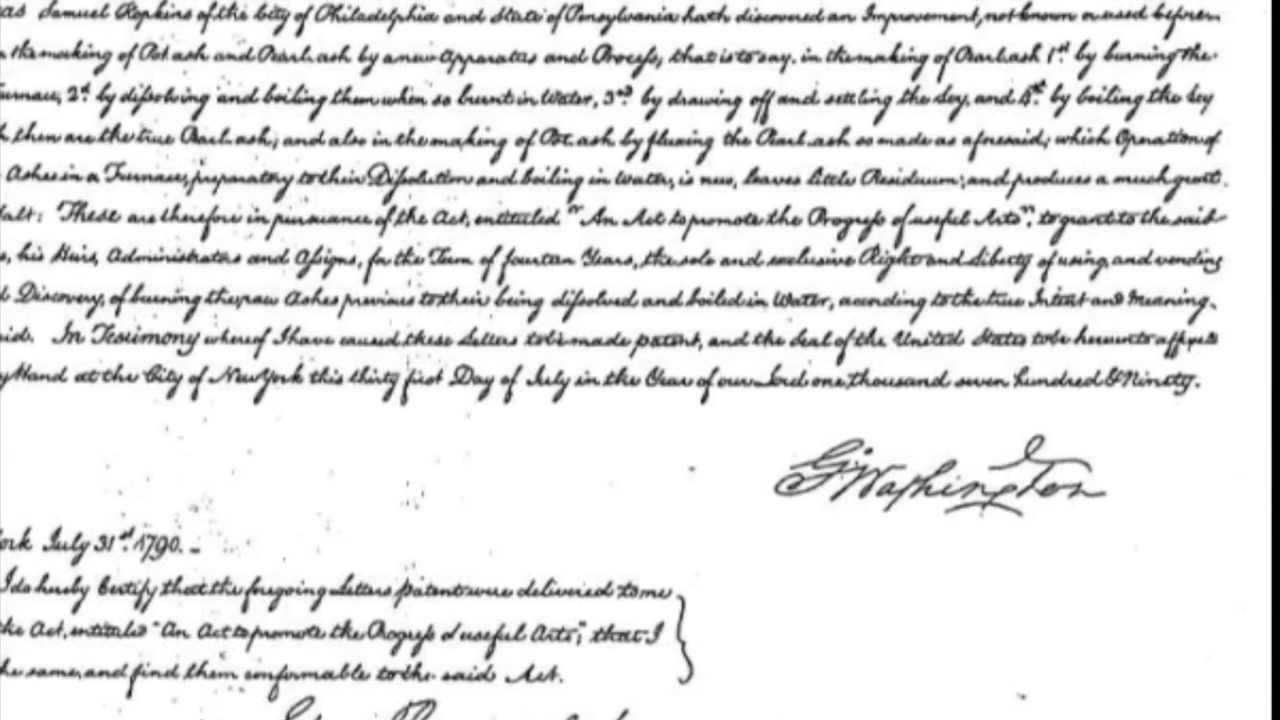 as Samuel Hopkins of the City of Philadelphia and State of Pensylvania hath discovered an Improvement, not known or used before
the making of Pot ash and Pearl ash by a new Apparatus and Process; that is to say, in the making of Pearl ash 1st. by burning the
urnace, 2d. by dissolving and boiling them when so burnt in Water, 3rd. by drawing off and settling the Ley, and 4th. by boiling the Ley
h then are the true Pearl ash; and also in the making of Pot ash by fluxing the Pearl ash so made as aforesaid; which Operation of
Ashes in a Furnace, preparatory to their Dissolution and boiling in Water, is new, leaves little Residuum; and produces a much great
Salt: These are therefore in pursuance of the Act, entituled "An Act to promote the Progress of useful Arts", to grant to the said
s, his Heirs, Administrators and Assigns, for the Term of fourteen Years, the sole and exclusive Right and Liberty of using, and vending
d Discovery, of burning the raw Ashes previous to their being dissolved and boiled in Water, according to the true Intent and Meaning
id. In Testimony whereof I have caused these Letters to be made patent, and the Seal of the United States to be hereunto affixed
y Hand at the City of New York this thirty first Day of July in the Year of our Lord one thousand seven hundred & Ninety.
G. Washington
ork July 31st. 1790. -
I do hereby Certify that the foregoing Letters patent were delivered to me
the Act, entituled "An Act to promote the Progress of useful Arts"; that I
he same, and find them conformable to the said Act.